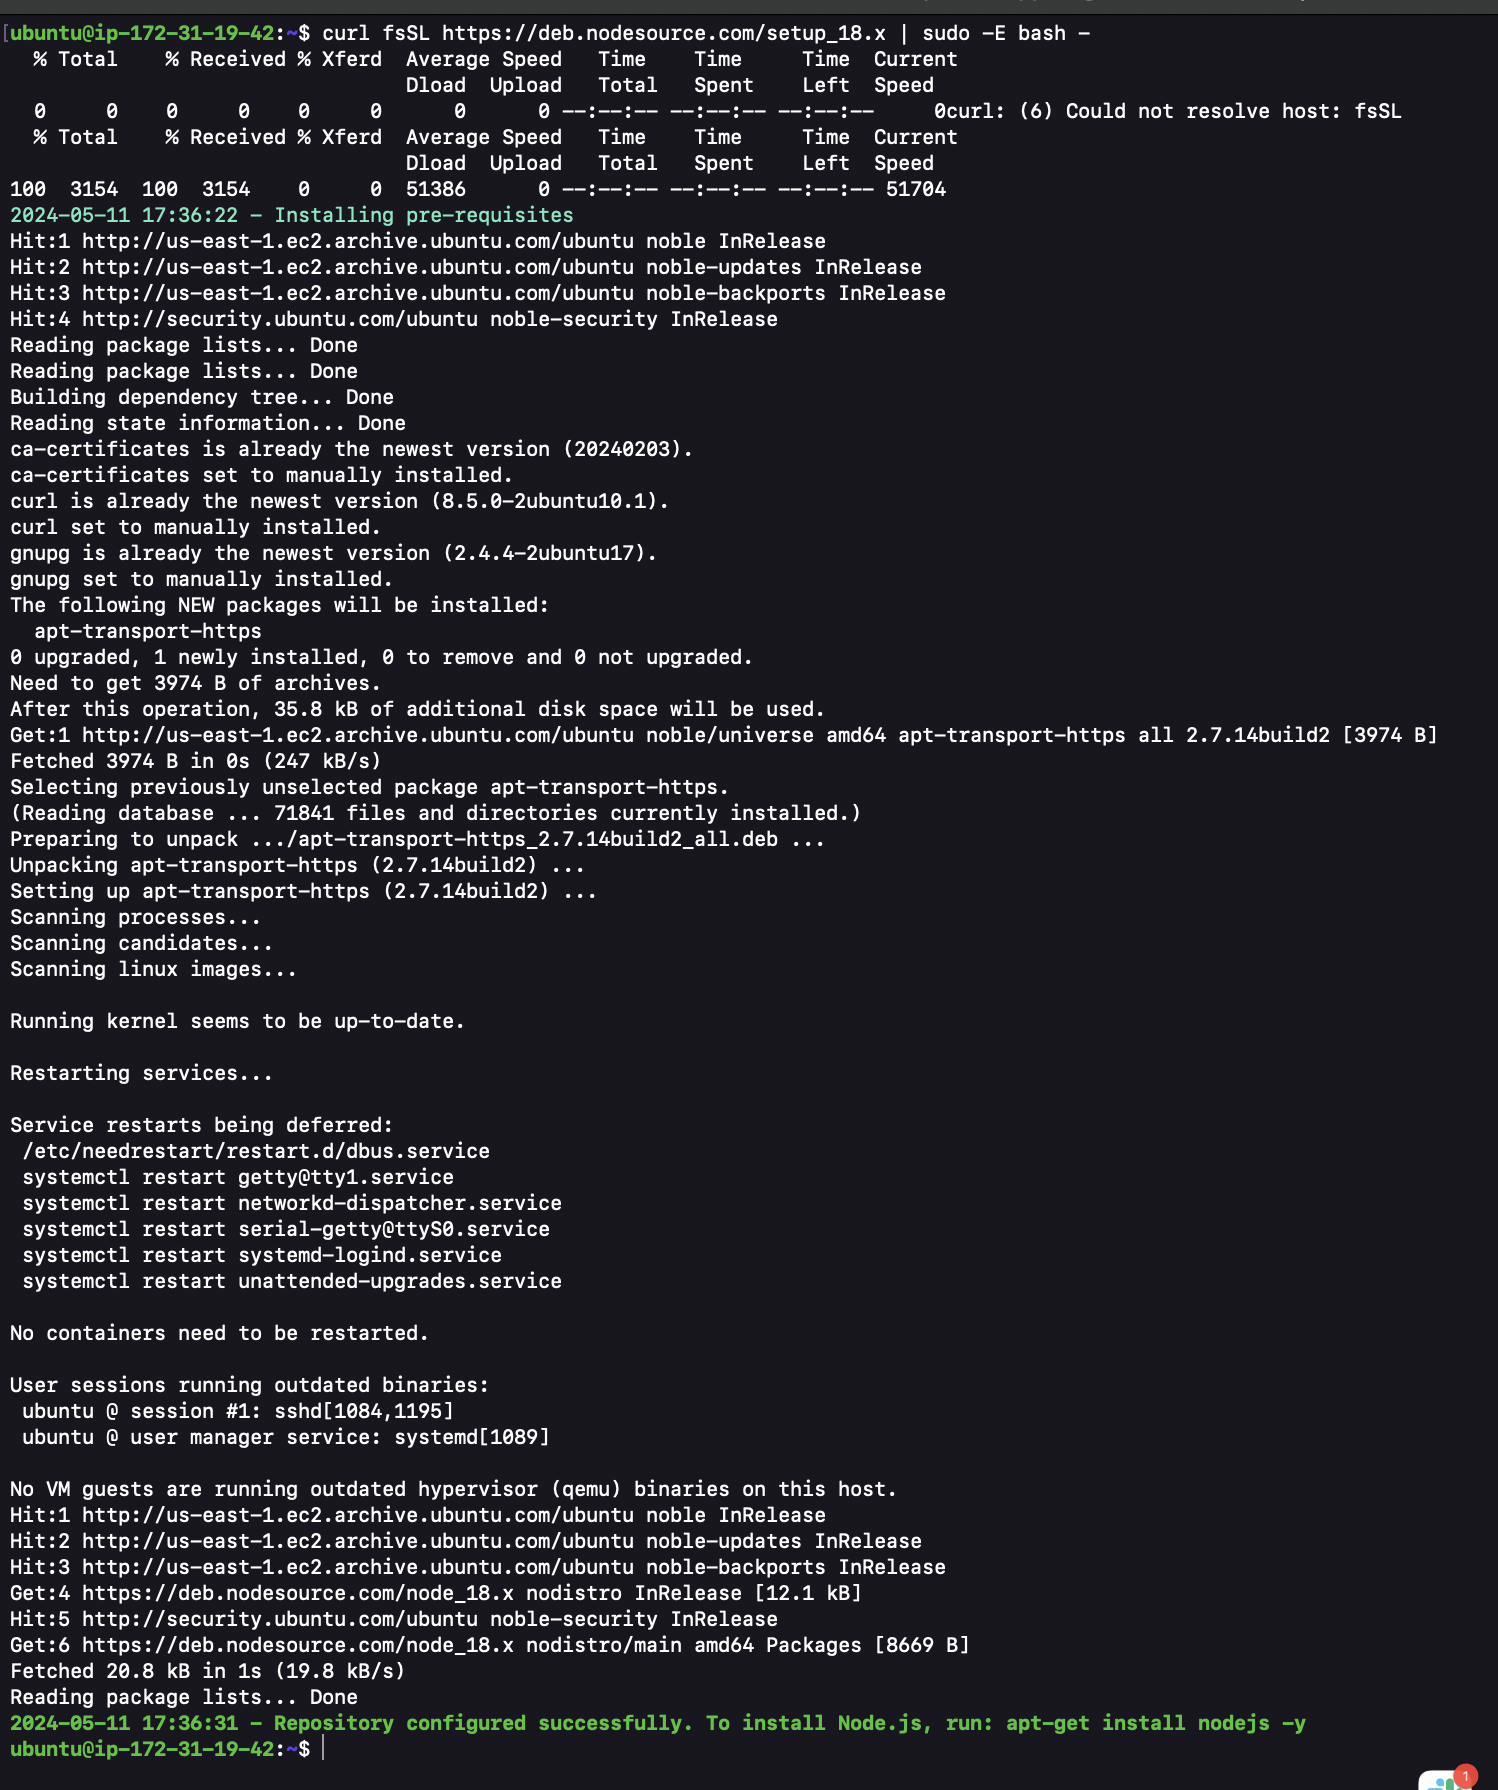 [ubuntu@ip-172-31-19-42:~$ curl fsSL https://deb.nodesource.com/setup_18.x | sudo -E bash -
  % Total    % Received % Xferd  Average Speed   Time    Time     Time  Current
                                 Dload  Upload   Total   Spent    Left  Speed
  0     0    0     0    0     0      0      0 --:--:-- --:--:-- --:--:--     0curl: (6) Could not resolve host: fsSL
  % Total    % Received % Xferd  Average Speed   Time    Time     Time  Current
                                 Dload  Upload   Total   Spent    Left  Speed
100  3154  100  3154    0     0  51386      0 --:--:-- --:--:-- --:--:-- 51704
2024-05-11 17:36:22 - Installing pre-requisites
Hit:1 http://us-east-1.ec2.archive.ubuntu.com/ubuntu noble InRelease
Hit:2 http://us-east-1.ec2.archive.ubuntu.com/ubuntu noble-updates InRelease
Hit:3 http://us-east-1.ec2.archive.ubuntu.com/ubuntu noble-backports InRelease
Hit:4 http://security.ubuntu.com/ubuntu noble-security InRelease
Reading package lists... Done
Reading package lists... Done
Building dependency tree... Done
Reading state information... Done
ca-certificates is already the newest version (20240203).
ca-certificates set to manually installed.
curl is already the newest version (8.5.0-2ubuntu10.1).
curl set to manually installed.
gnupg is already the newest version (2.4.4-2ubuntu17).
gnupg set to manually installed.
The following NEW packages will be installed:
  apt-transport-https
0 upgraded, 1 newly installed, 0 to remove and 0 not upgraded.
Need to get 3974 B of archives.
After this operation, 35.8 kB of additional disk space will be used.
Get:1 http://us-east-1.ec2.archive.ubuntu.com/ubuntu noble/universe amd64 apt-transport-https all 2.7.14build2 [3974 B]
Fetched 3974 B in 0s (247 kB/s)
Selecting previously unselected package apt-transport-https.
(Reading database ... 71841 files and directories currently installed.)
Preparing to unpack .../apt-transport-https_2.7.14build2_all.deb ...
Unpacking apt-transport-https (2.7.14build2) ...
Setting up apt-transport-https (2.7.14build2) ...
Scanning processes...
Scanning candidates...
Scanning linux images...

Running kernel seems to be up-to-date.

Restarting services...

Service restarts being deferred:
 /etc/needrestart/restart.d/dbus.service
 systemctl restart getty@tty1.service
 systemctl restart networkd-dispatcher.service
 systemctl restart serial-getty@ttyS0.service
 systemctl restart systemd-logind.service
 systemctl restart unattended-upgrades.service

No containers need to be restarted.

User sessions running outdated binaries:
 ubuntu @ session #1: sshd[1084,1195]
 ubuntu @ user manager service: systemd[1089]

No VM guests are running outdated hypervisor (qemu) binaries on this host.
Hit:1 http://us-east-1.ec2.archive.ubuntu.com/ubuntu noble InRelease
Hit:2 http://us-east-1.ec2.archive.ubuntu.com/ubuntu noble-updates InRelease
Hit:3 http://us-east-1.ec2.archive.ubuntu.com/ubuntu noble-backports InRelease
Get:4 https://deb.nodesource.com/node_18.x nodistro InRelease [12.1 kB]
Hit:5 http://security.ubuntu.com/ubuntu noble-security InRelease
Get:6 https://deb.nodesource.com/node_18.x nodistro/main amd64 Packages [8669 B]
Fetched 20.8 kB in 1s (19.8 kB/s)
Reading package lists... Done
2024-05-11 17:36:31 - Repository configured successfully. To install Node.js, run: apt-get install nodejs -y
ubuntu@ip-172-31-19-42:~$
1